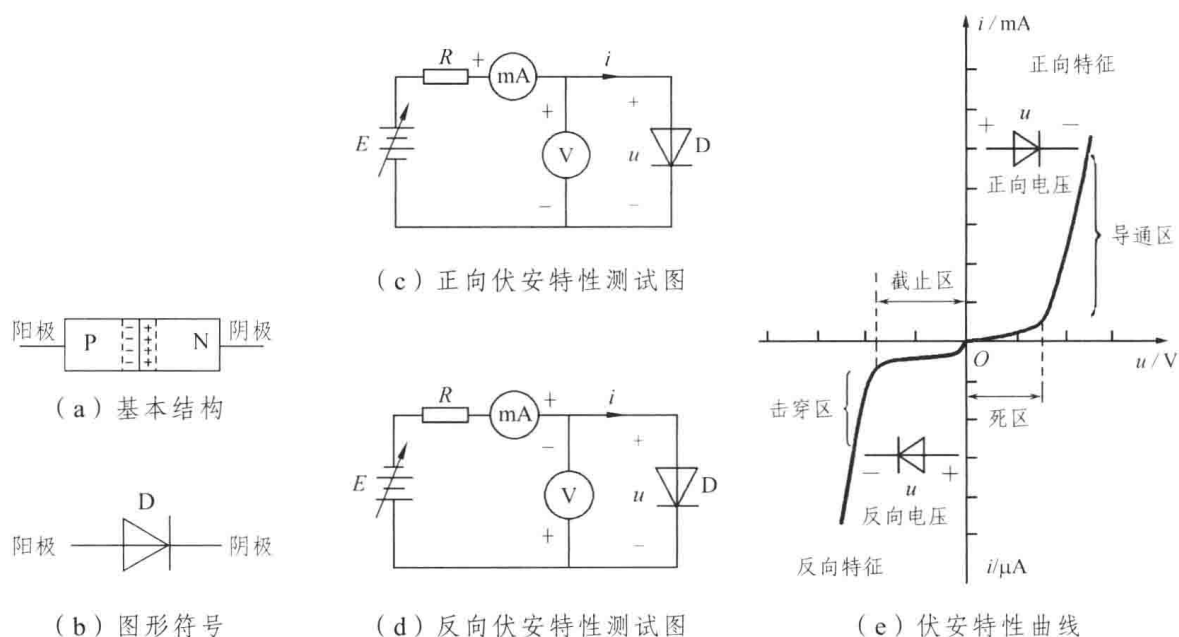 阳极
P
N
阴极
- +
- +
- +
- +
(a)基本结构
D
阳极
阴极
(b)图形符号
R
+
mA
i
+
+
E
V
u
D
-
-
(c)正向伏安特性测试图
R
mA
+
i
-
+
E
V
u
D
+
-
(d)反向伏安特性测试图
i/mA
正向特征
u
+
-
正向电压
导通区
截止区
O
u/V
击穿区
死区
-
u
+
反向电压
反向特征
i/μA
(e)伏安特性曲线